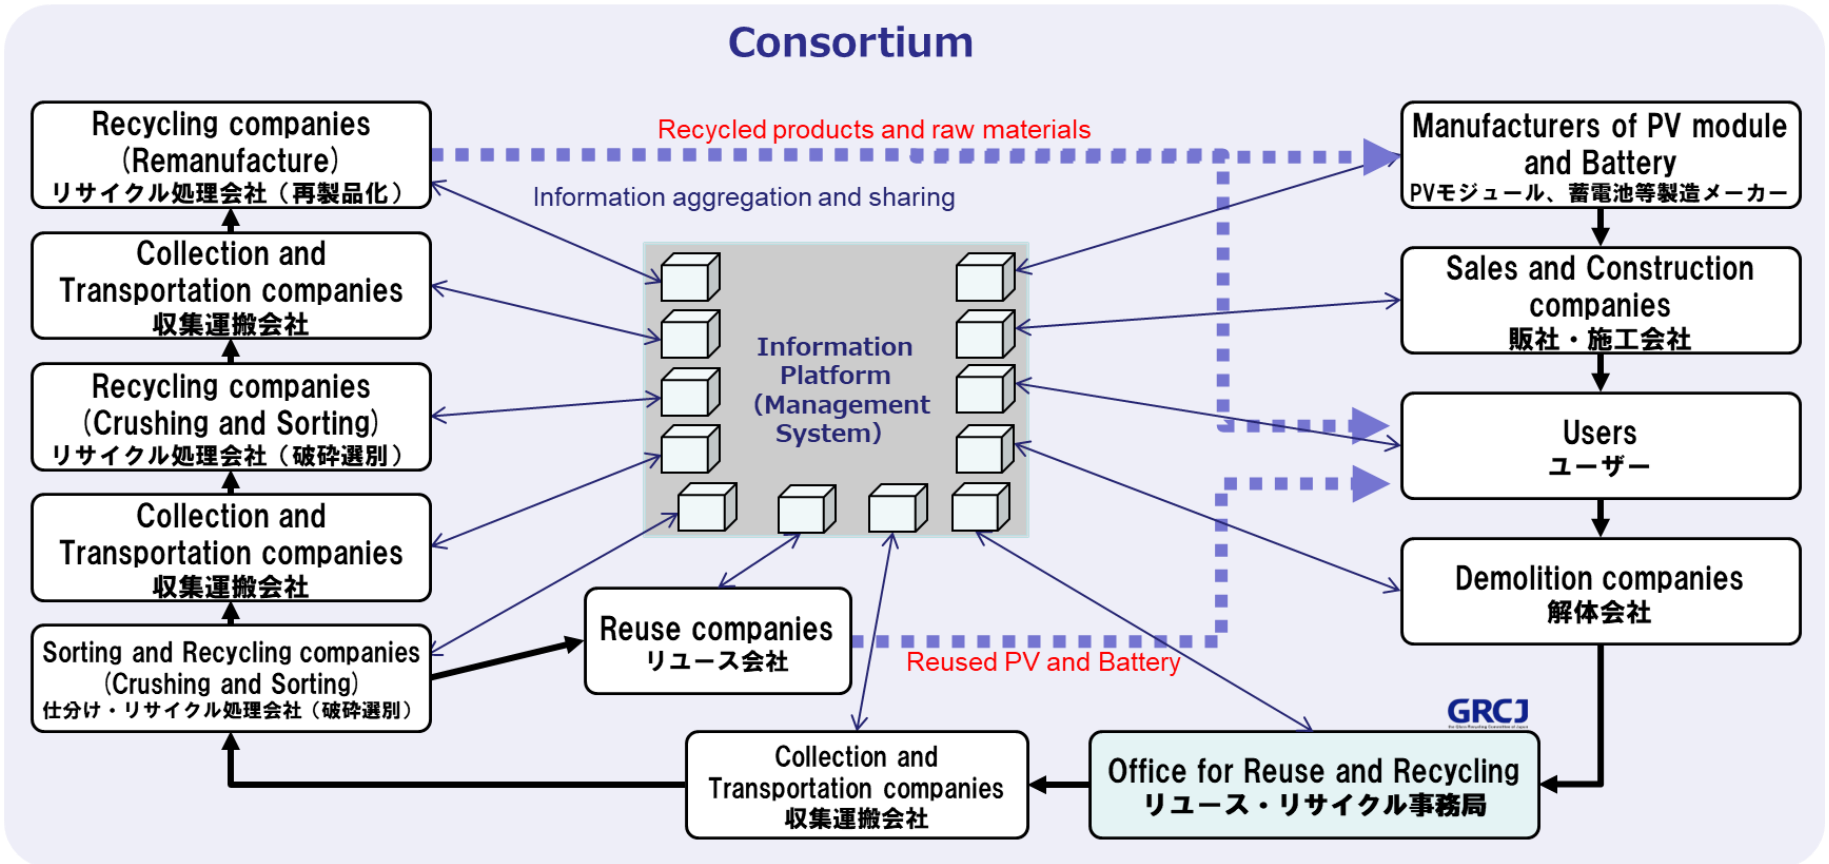 Consortium
Recycling companies
(Remanufacture)
リサイクル処理会社（再製品化）
Recycled products and raw materials
Manufacturers of PV module
and Battery
PVモジュール、蓄電池等製造メーカー
Information aggregation and sharing
Collection and
Transportation companies
収集運搬会社
Sales and Construction
companies
販社・施工会社
Information
Platform
(Management
System)
Recycling companies
(Crushing and Sorting)
リサイクル処理会社（破砕選別）
Users
ユーザー
Collection and
Transportation companies
収集運搬会社
Demolition companies
解体会社
Sorting and Recycling companies
(Crushing and Sorting)
仕分け・リサイクル処理会社（破砕選別）
Reuse companies
リユース会社
Reused PV and Battery
GRCJ
Collection and
Transportation companies
収集運搬会社
Office for Reuse and Recycling
リユース・リサイクル事務局